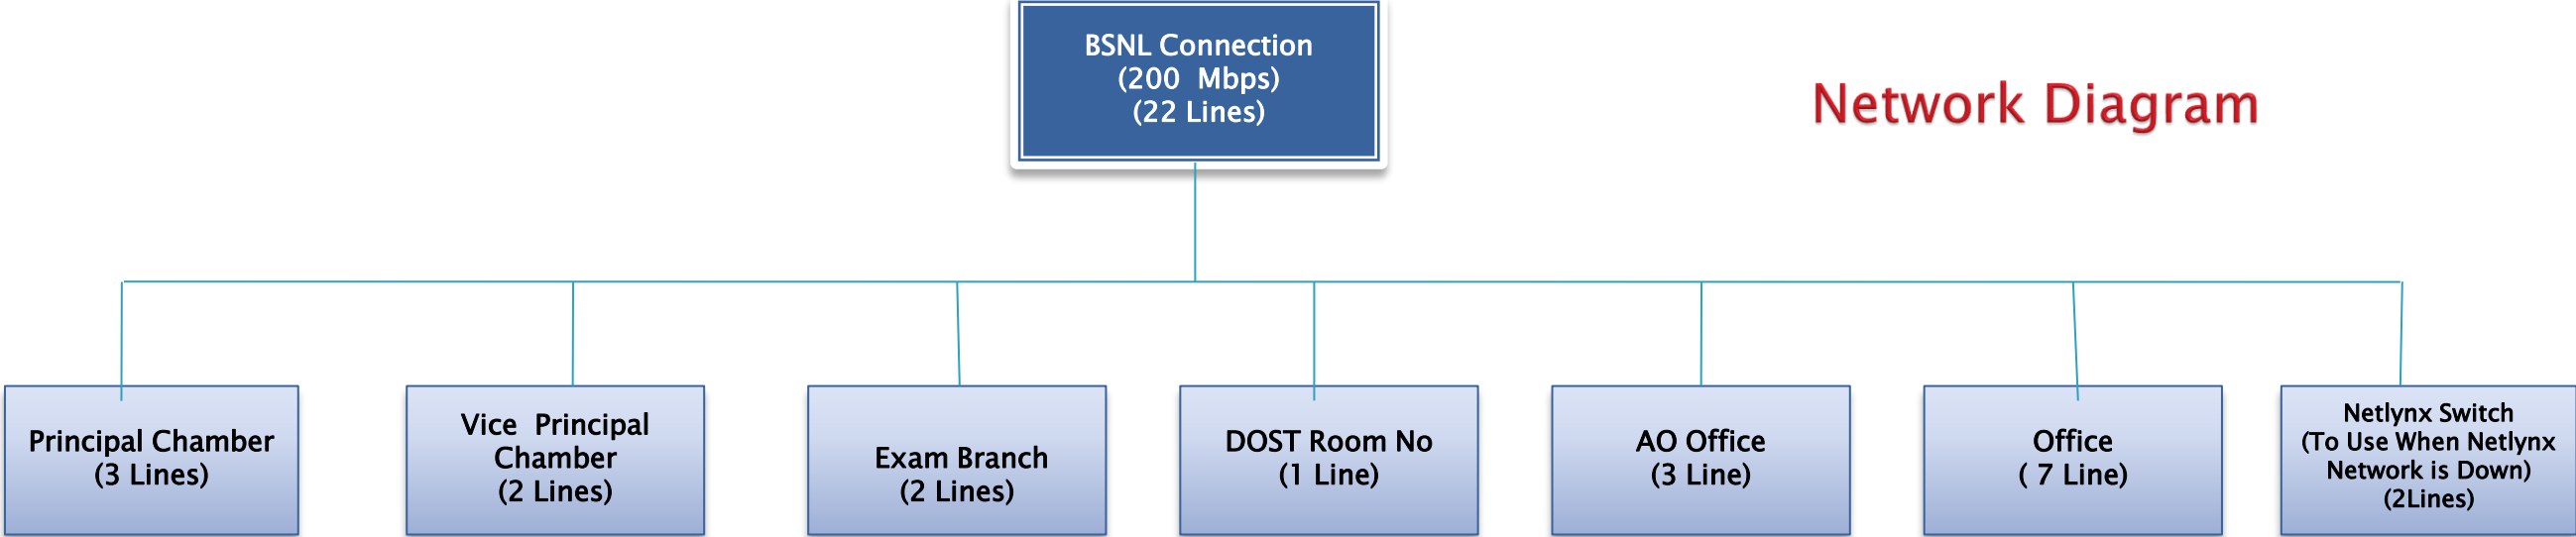 BSNL Connection
(200 Mbps)
(22 Lines)
Network Diagram
Principal Chamber
(3 Lines)
Vice Principal
Chamber
(2 Lines)
Exam Branch
(2 Lines)
DOST Room No
(1 Line)
AO Office
(3 Line)
Office
( 7 Line)
Netlynx Switch
(To Use When Netlynx
Network is Down)
(2Lines)